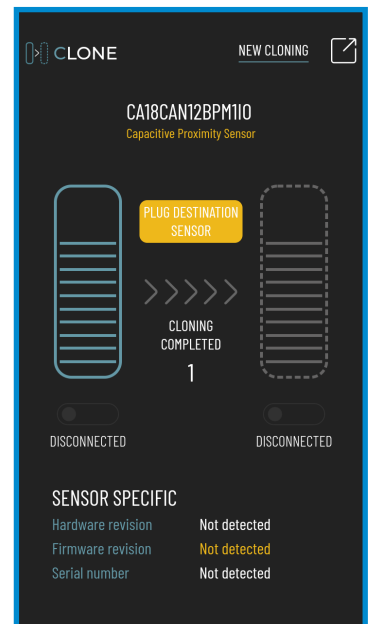 CLONE
NEW CLONING
CA18CAN12BPM1IO
Capacitive Proximity Sensor
PLUG DESTINATION
SENSOR
CLONING
COMPLETED
1
DISCONNECTED
DISCONNECTED
SENSOR SPECIFIC
Hardware revision Not detected
Firmware revision Not detected
Serial number Not detected